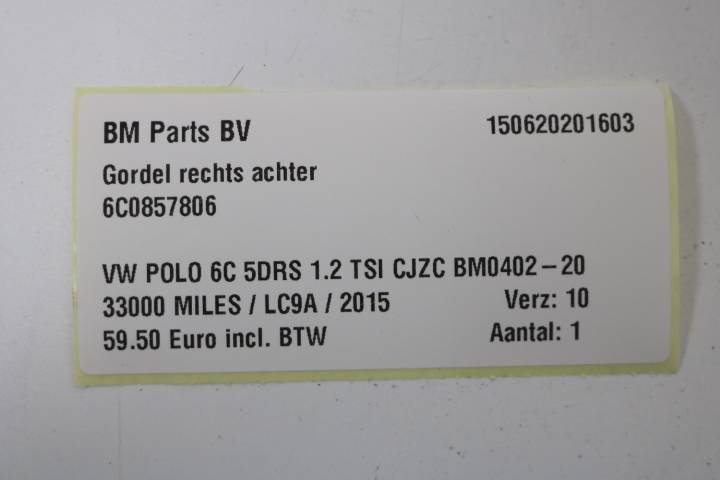 BM Parts BV 150620201603
Gordel rechts achter
6C0857806
VW POLO 6C 5DRS 1.2 TSI CJZC BM0402-20
33000 MILES / LC9A / 2015 Verz: 10
59.50 Euro incl. BTW Aantal: 1